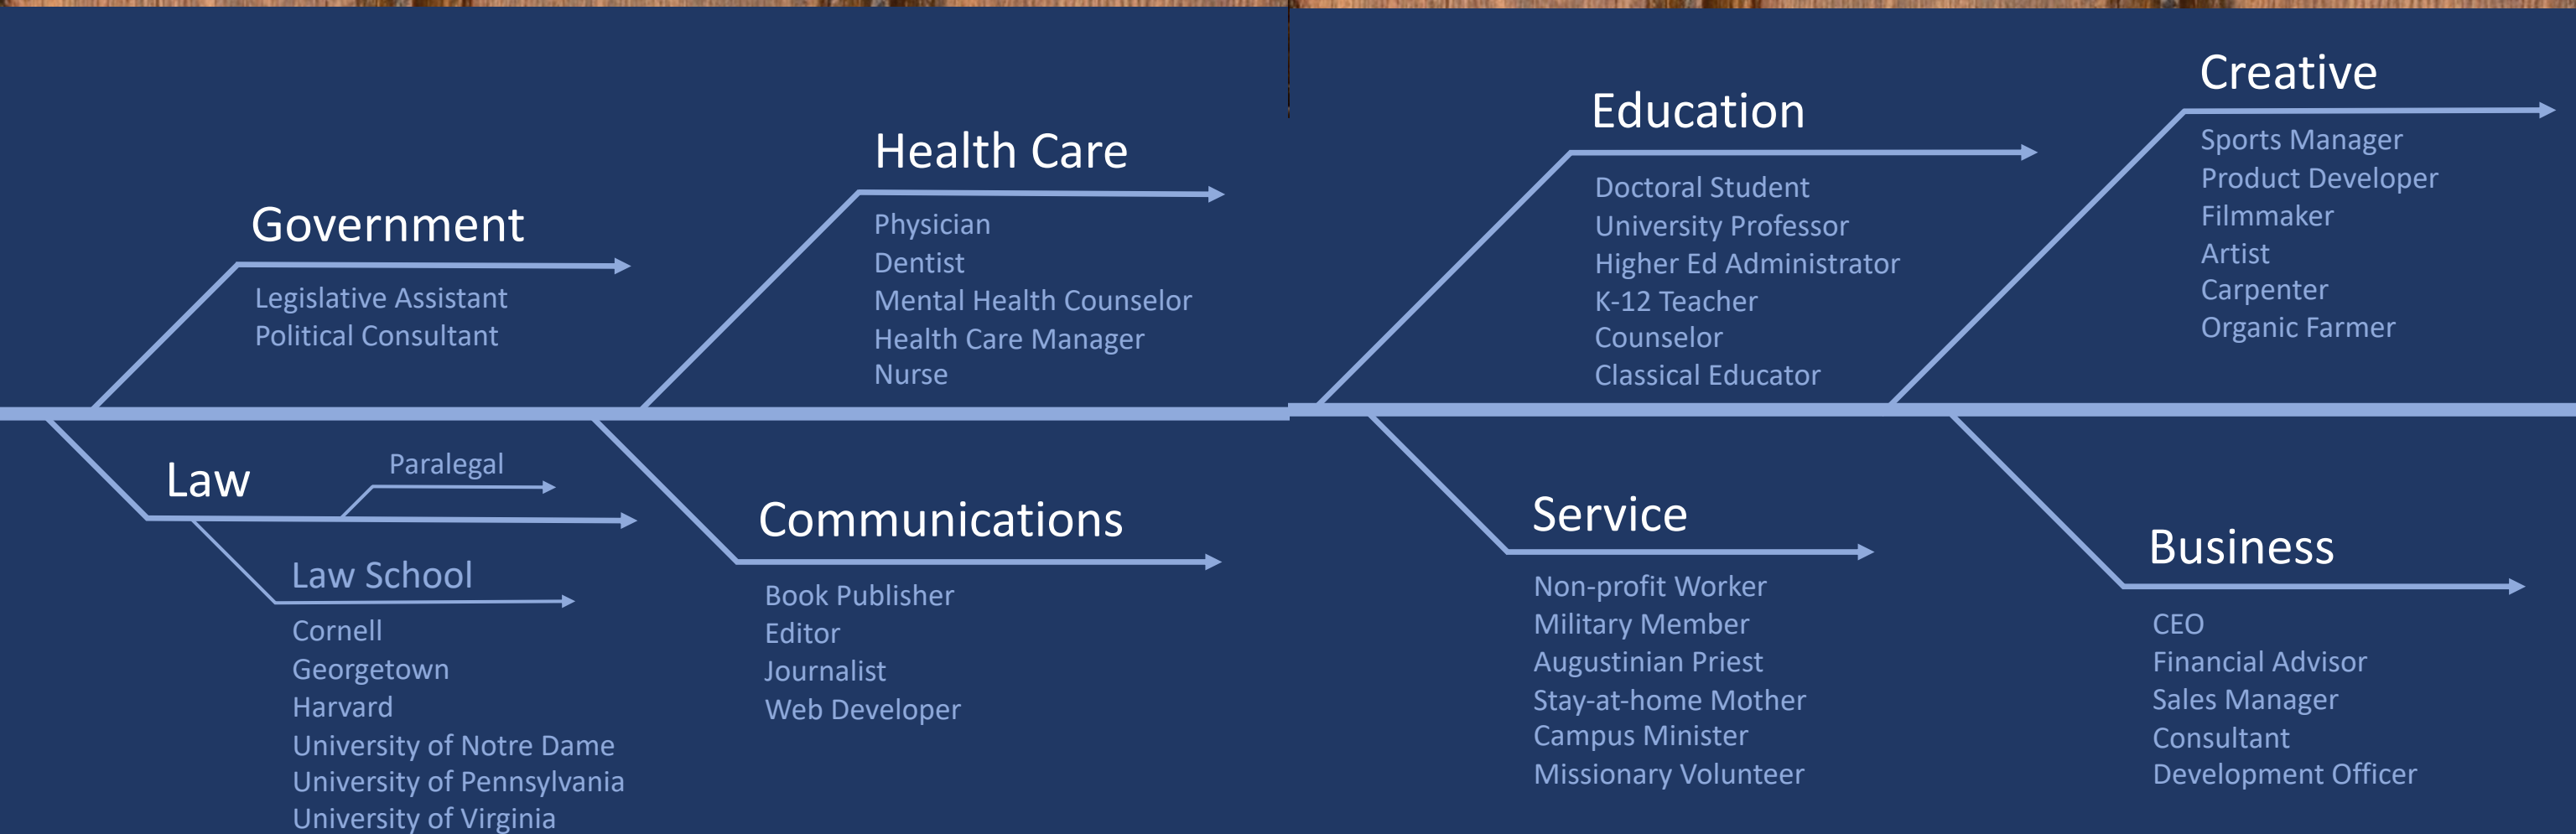 Government
Legislative Assistant
Political Consultant
Health Care
Physician
Dentist
Mental Health Counselor
Health Care Manager
Nurse
Education
Doctoral Student
University Professor
Higher Ed Administrator
K-12 Teacher
Counselor
Classical Educator
Creative
Sports Manager
Product Developer
Filmmaker
Artist
Carpenter
Organic Farmer
Law
Paralegal
Law School
Cornell
Georgetown
Harvard
University of Notre Dame
University of Pennsylvania
University of Virginia
Communications
Book Publisher
Editor
Journalist
Web Developer
Service
Non-profit Worker
Military Member
Augustinian Priest
Stay-at-home Mother
Campus Minister
Missionary Volunteer
Business
CEO
Financial Advisor
Sales Manager
Consultant
Development Officer